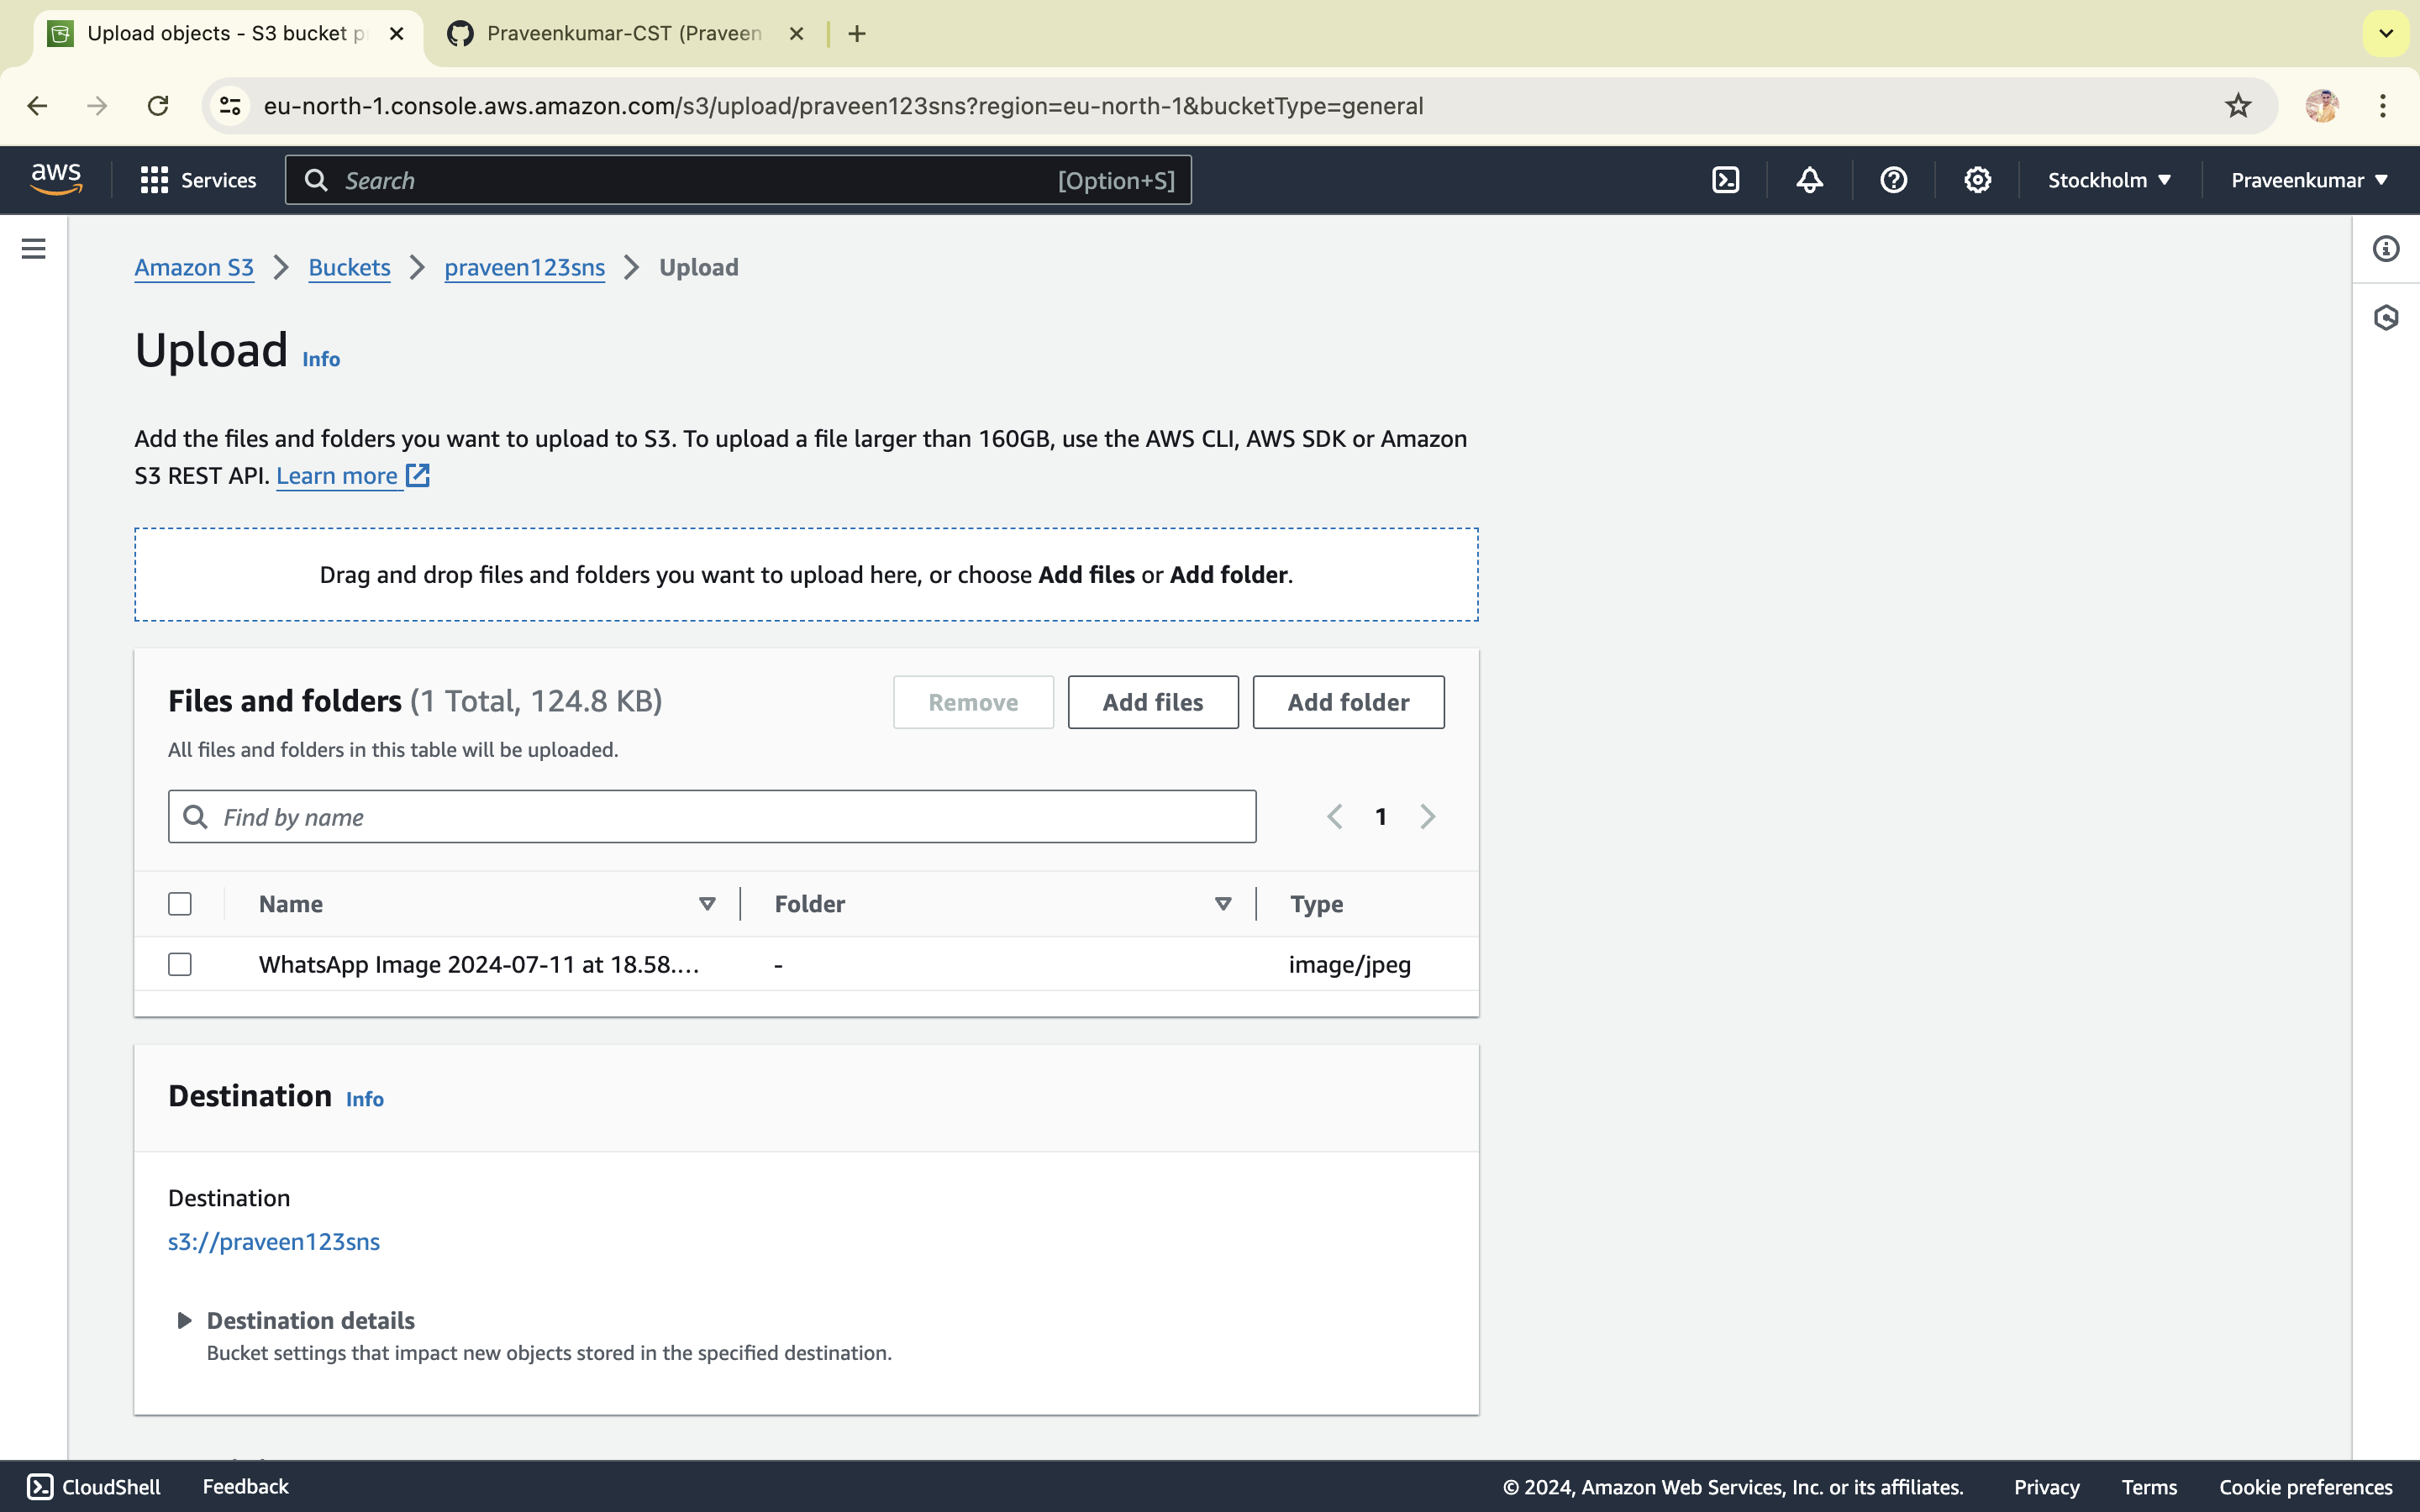 Upload objects - S3 bucket p
Praveenkumar-CST (Praveen
eu-north-1.console.aws.amazon.com/s3/upload/praveen123sns?region=eu-north-1&bucketType=general
aws
Services
Search
[Option+S]
Stockholm
Praveenkumar
Amazon S3 > Buckets > praveen123sns > Upload
Upload Info
Add the files and folders you want to upload to S3. To upload a file larger than 160GB, use the AWS CLI, AWS SDK or Amazon
S3 REST API. Learn more
Drag and drop files and folders you want to upload here, or choose Add files or Add folder.
Files and folders (1 Total, 124.8 KB)
Remove
Add files
Add folder
All files and folders in this table will be uploaded.
Find by name
1
Name
Folder
Type
WhatsApp Image 2024-07-11 at 18.58....
-
image/jpeg
Destination Info
Destination
s3://praveen123sns
Destination details
Bucket settings that impact new objects stored in the specified destination.
CloudShell
Feedback
© 2024, Amazon Web Services, Inc. or its affiliates.
Privacy
Terms
Cookie preferences